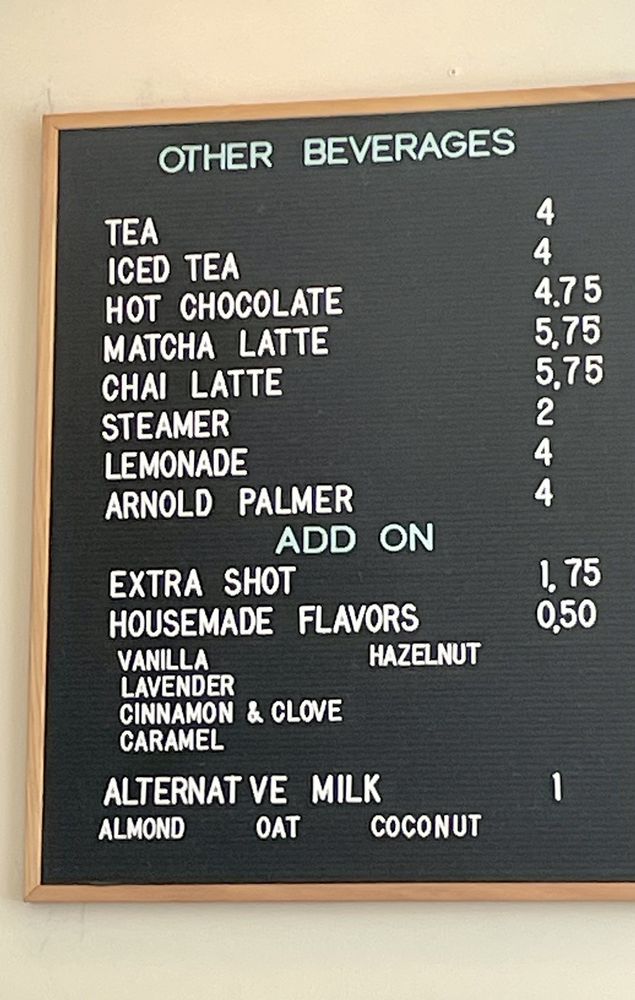 OTHER BEVERAGES
TEA 4
ICED TEA 4
HOT CHOCOLATE 4.75
MATCHA LATTE 5.75
CHAI LATTE 5.75
STEAMER 2
LEMONADE 4
ARNOLD PALMER 4
ADD ON
EXTRA SHOT 1.75
HOUSEMADE FLAVORS 0.50
VANILLA HAZELNUT
LAVENDER
CINNAMON & CLOVE
CARAMEL
ALTERNAT VE MILK 1
ALMOND OAT COCONUT